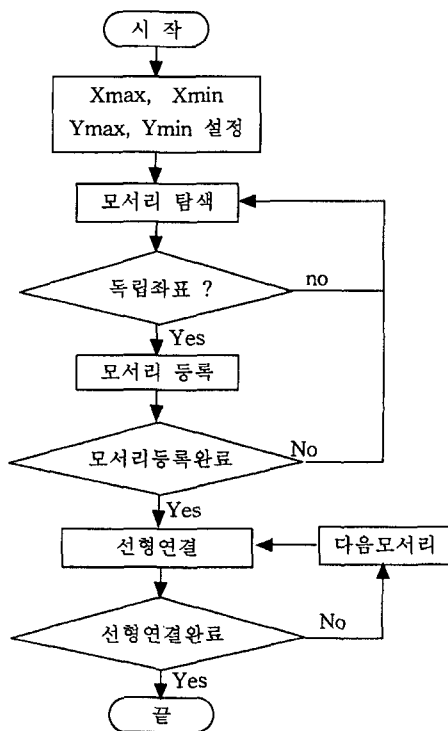 시 작
Xmax, Xmin
Ymax, Ymin 설정
모서리 탐색
독립좌표 ?
no
Yes
모서리 등록
모서리등록완료
No
Yes
선형연결
다음모서리
선형연결완료
No
Yes
끝